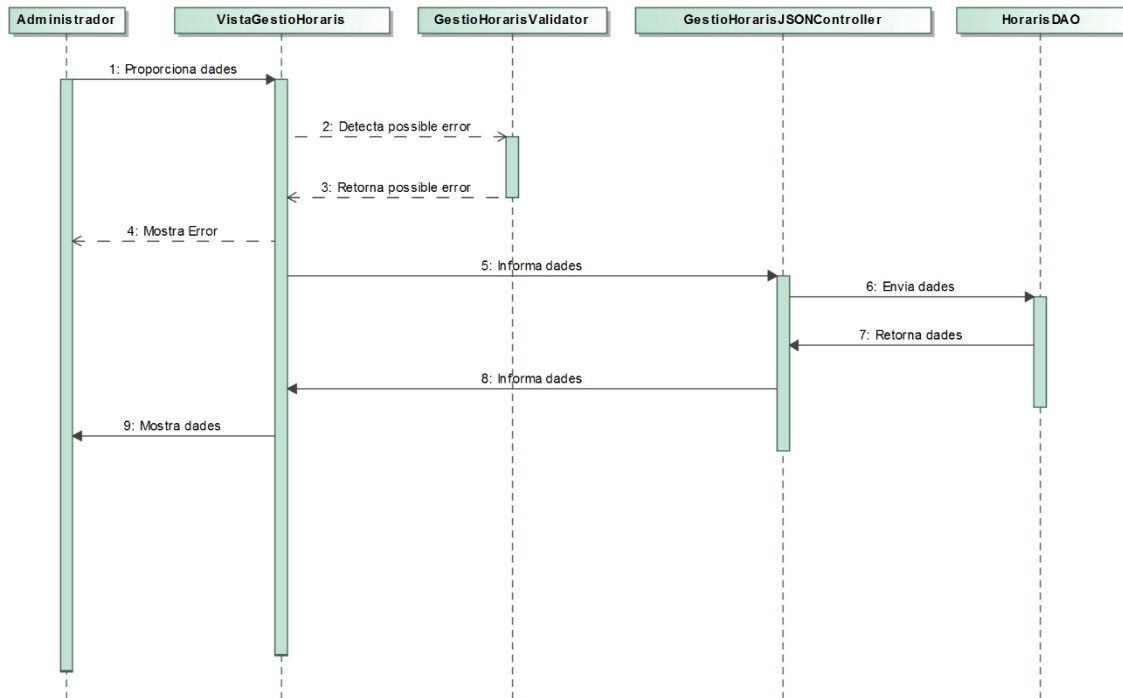 Administrador
VistaGestioHoraris
GestioHorarisValidator
GestioHorarisJSONController
HorarisDAO
1: Proporciona dades
2: Detecta possible error
3: Retorna possible error
4: Mostra Error
5: Informa dades
6: Envia dades
7: Retorna dades
8: Informa dades
9: Mostra dades